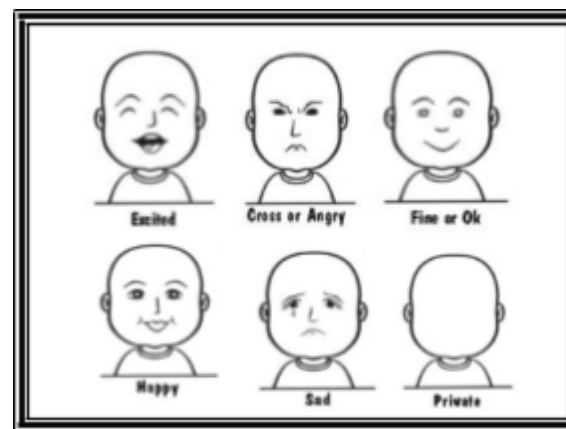 Excited
Cross or Angry
Fine or Ok
Happy
Sad
Private